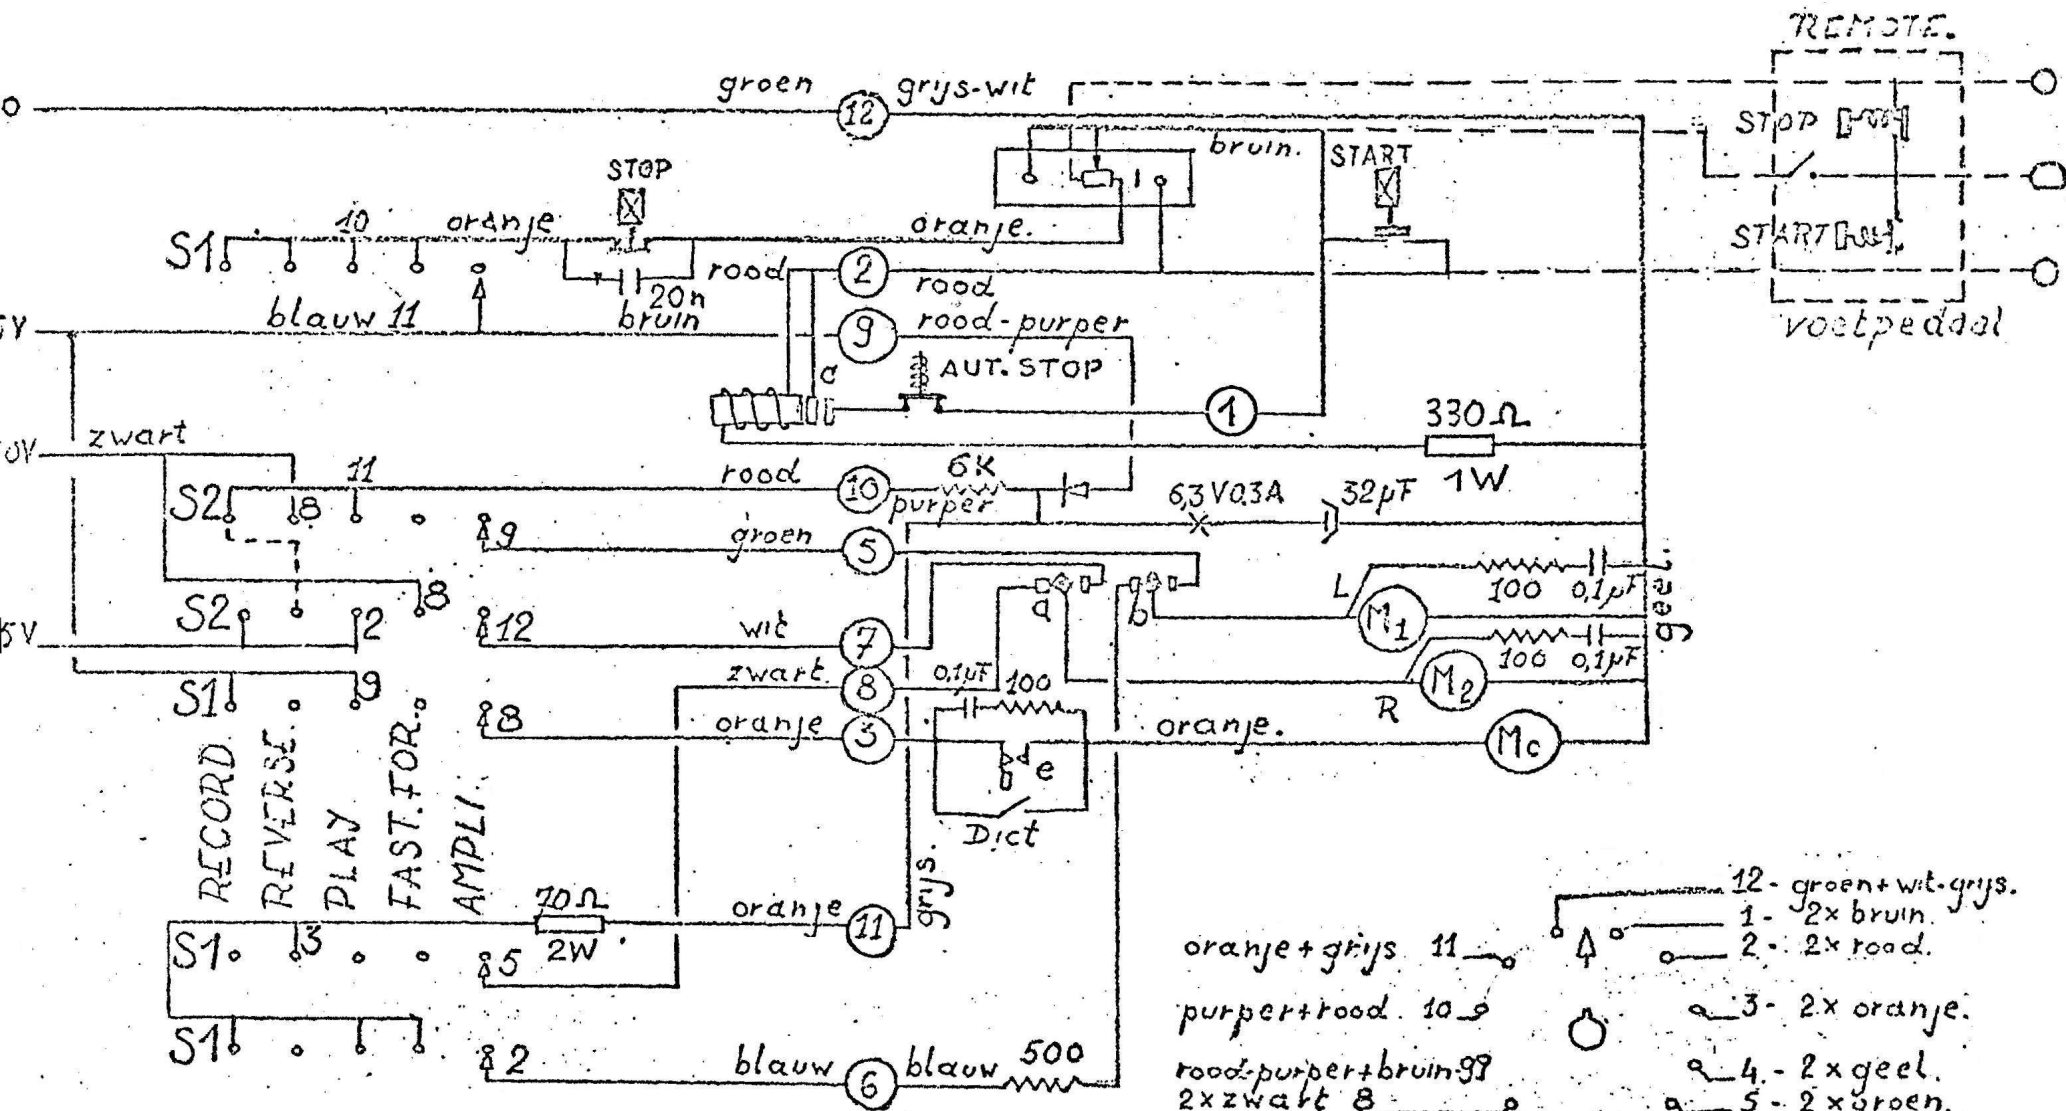 REMOTE.
groen 12 grijs-wit
STOP
bruin.
START
STOP
S1 10 oranje oranje.
START
rood 2 rood
20n
blauw 11 bruin
9 rood-purper
voetpedaal
c AUT. STOP
1
330Ω
zwart
1W
S2 8 11 rood 10 6K
purper
6,3V0.3A 32µF
9 groen 5
8
a b
L 100 0,1µF
M1
geel.
S2 2 12 wit 7
R 100 0,1µF
M2
zwart. 8 0,1µF 100
S1 9
8 oranje 3 oranje. Mc
e
Dict
RECORD
REVERSE.
PLAY
FAST.FOR.
AMPLI.
grijs.
70Ω
2W
oranje 11
S1 3 5
S1 2 blauw 6 blauw 500
12- groen+wit-grijs.
1- 2x bruin.
2- 2x rood.
oranje+grijs 11
purper+rood. 10
3- 2x oranje.
rood-purper+bruin 9
4.- 2x geel.
2x zwart 8
5- 2x groen.